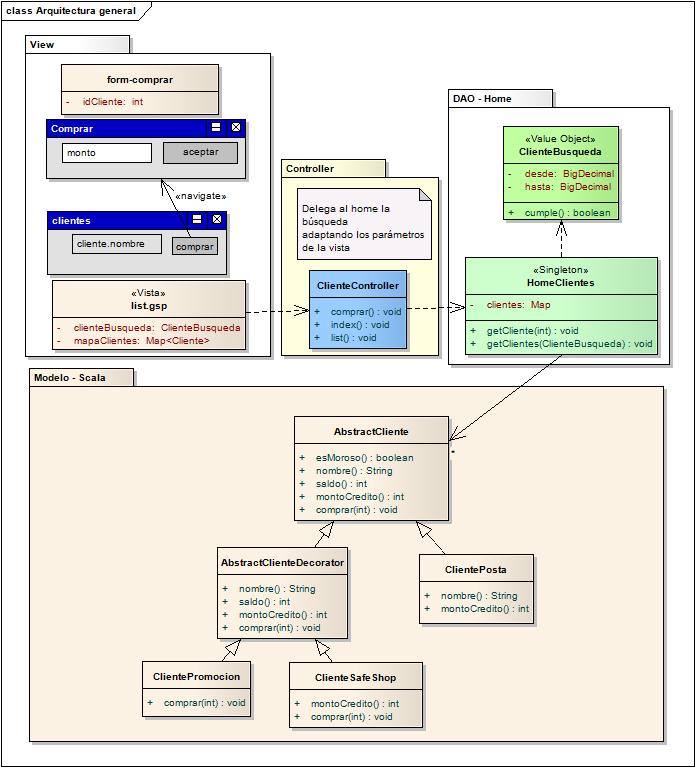 class Arquitectura general
View
form-comprar
- idCliente: int
Comprar
monto
aceptar
«navigate»
clientes
cliente.nombre
comprar
«Vista»
list.gsp
- clienteBusqueda: ClienteBusqueda
- mapaClientes: Map<Cliente>
Controller
Delega al home la
búsqueda
adaptando los parámetros
de la vista
ClienteController
+ comprar() : void
+ index() : void
+ list() : void
DAO - Home
«Value Object»
ClienteBusqueda
- desde: BigDecimal
- hasta: BigDecimal
+ cumple() : boolean
«Singleton»
HomeClientes
- clientes: Map
+ getCliente(int) : void
+ getClientes(ClienteBusqueda) : void
Modelo - Scala
AbstractCliente
+ esMoroso() : boolean
+ nombre() : String
+ saldo() : int
+ montoCredito() : int
+ comprar(int) : void
*
AbstractClienteDecorator
+ nombre() : String
+ saldo() : int
+ montoCredito() : int
+ comprar(int) : void
ClientePosta
+ nombre() : String
+ montoCredito() : int
ClientePromocion
+ comprar(int) : void
ClienteSafeShop
+ montoCredito() : int
+ comprar(int) : void